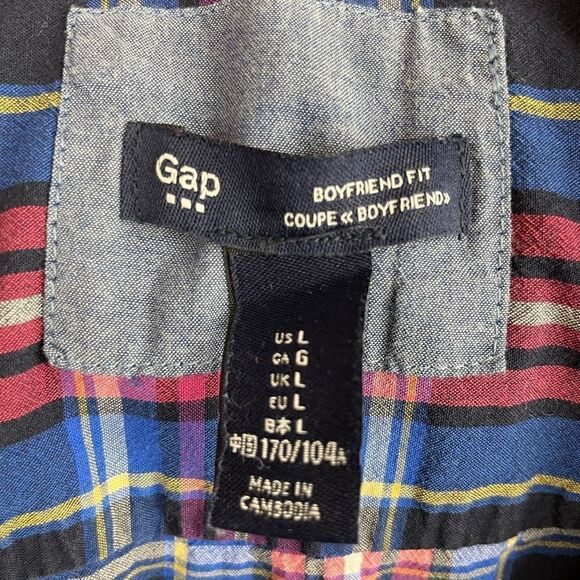 Gap
BOYFRIEND FIT
COUPE « BOYFRIEND»
US L
CA G
UK L
EU L
日本 L
中国 170/104A
MADE IN
CAMBODIA